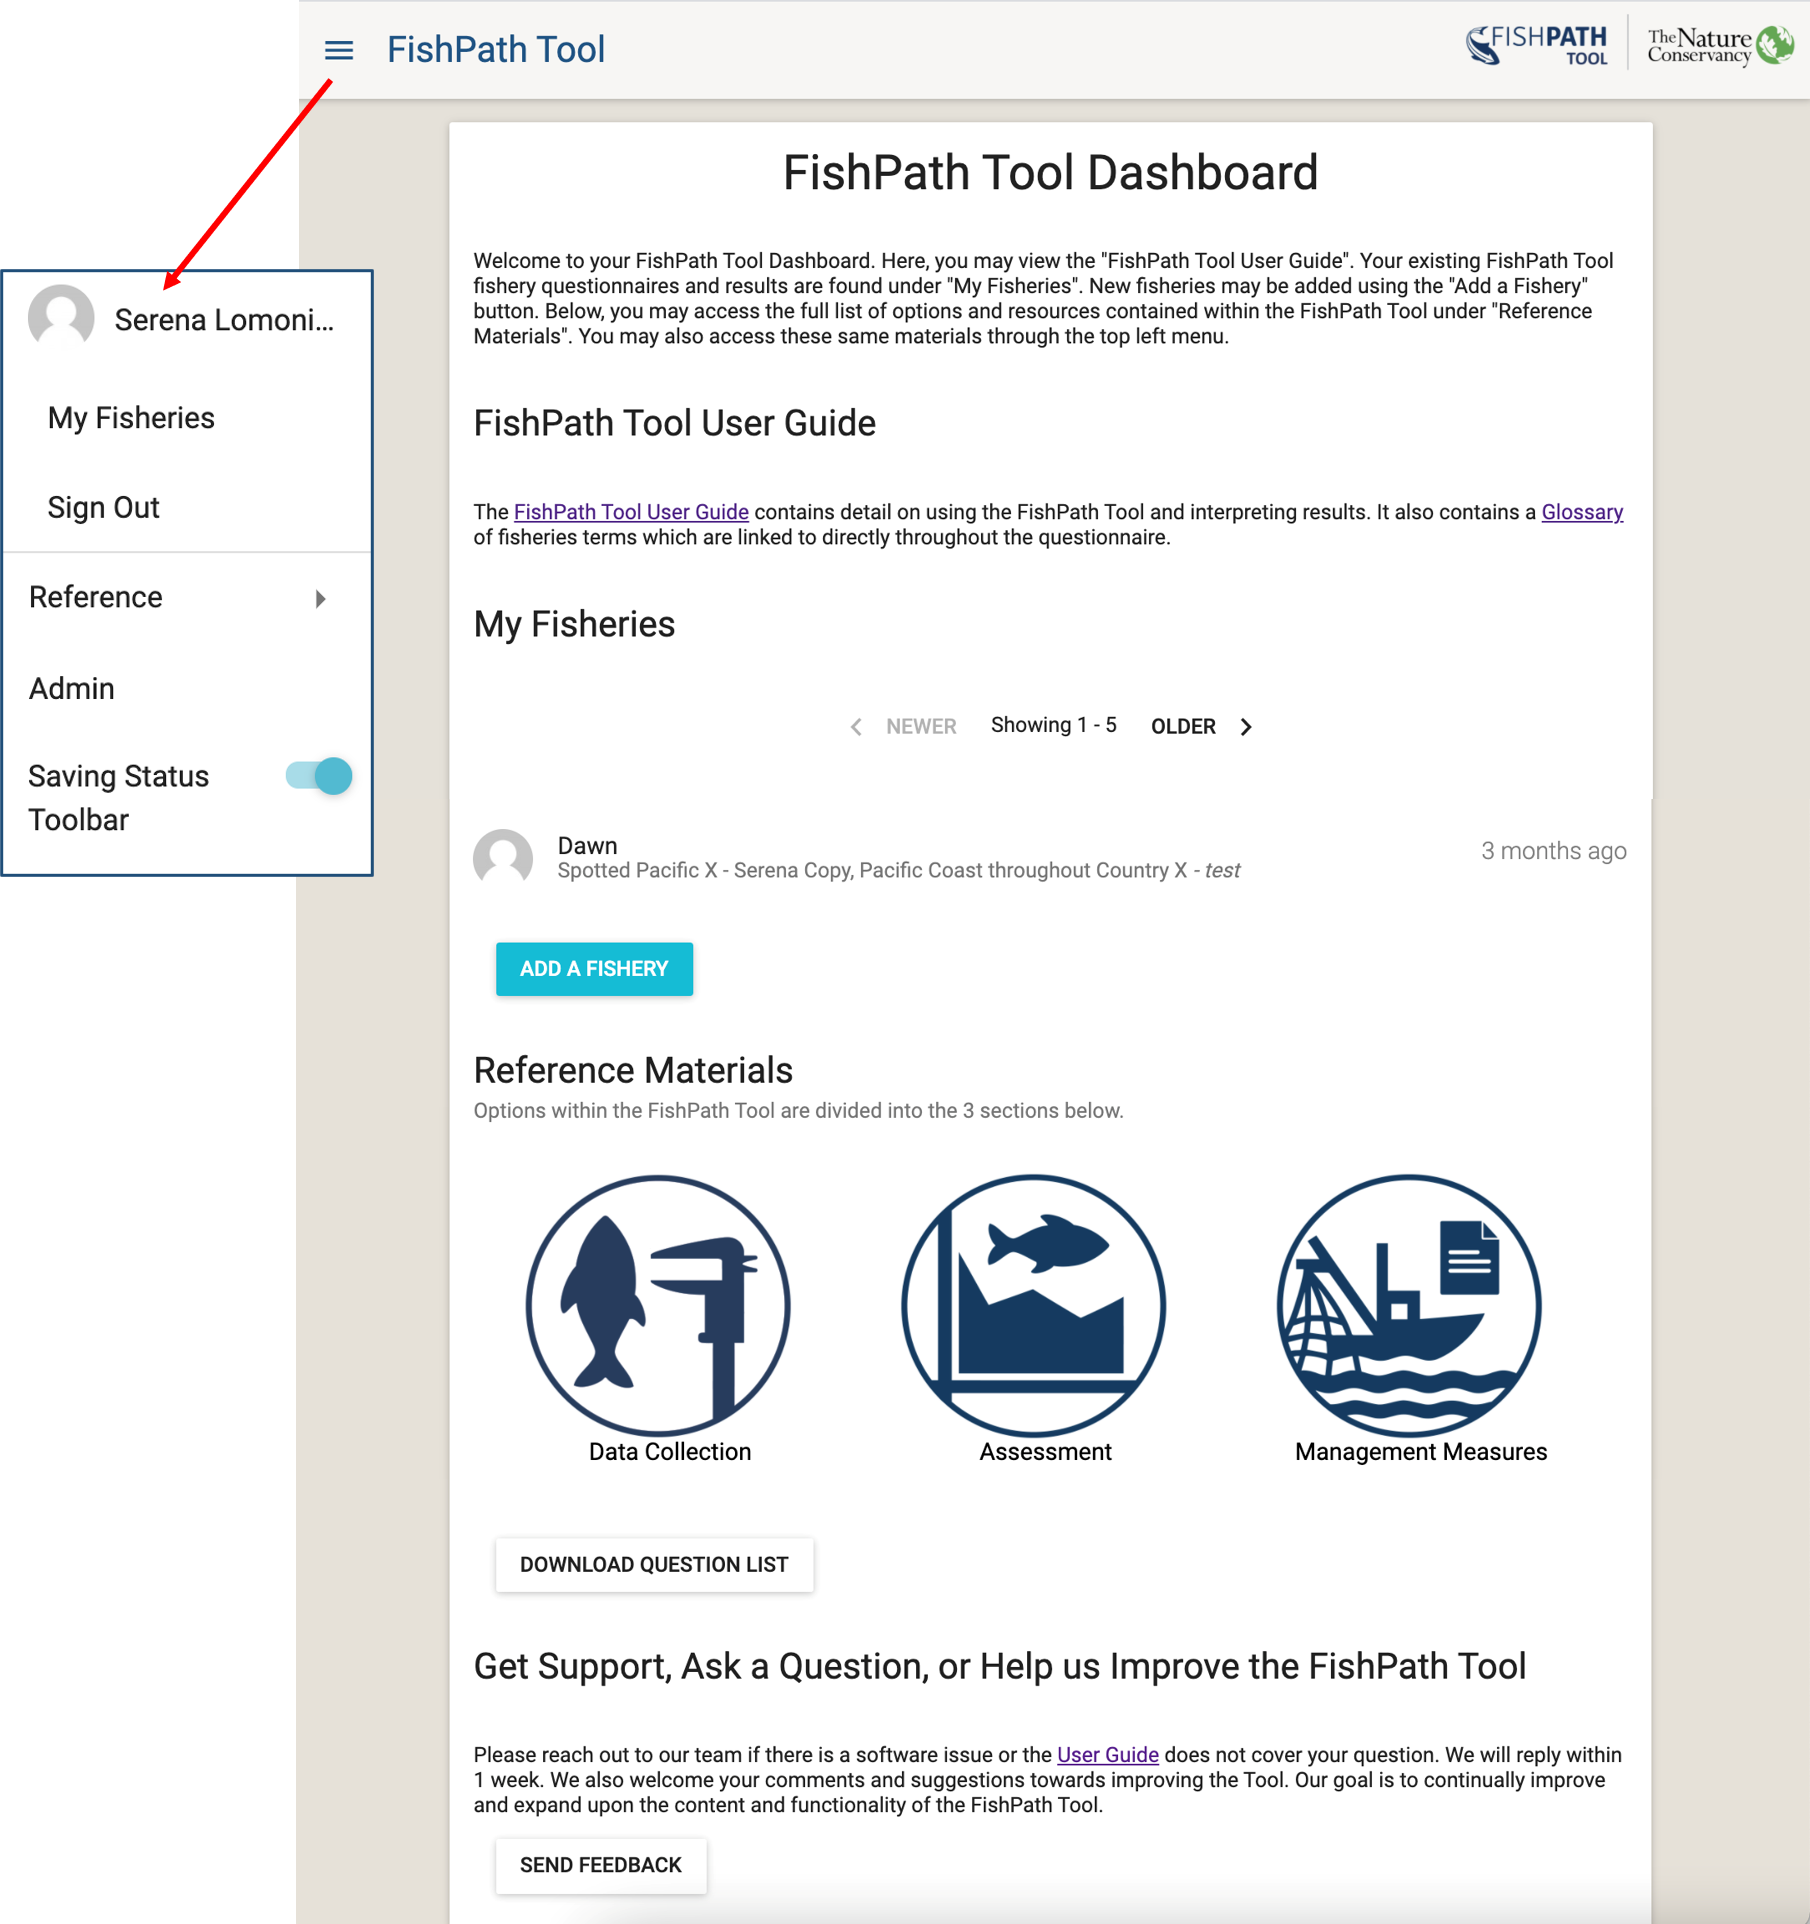 FishPath Tool
FISHPATH
TOOL
The Nature
Conservancy
FishPath Tool Dashboard
Welcome to your FishPath Tool Dashboard. Here, you may view the "FishPath Tool User Guide". Your existing FishPath Tool
fishery questionnaires and results are found under "My Fisheries". New fisheries may be added using the "Add a Fishery"
button. Below, you may access the full list of options and resources contained within the FishPath Tool under "Reference
Materials". You may also access these same materials through the top left menu.
Serena Lomoni...
My Fisheries
Sign Out
Reference
Admin
Saving Status
Toolbar
FishPath Tool User Guide
The FishPath Tool User Guide contains detail on using the FishPath Tool and interpreting results. It also contains a Glossary
of fisheries terms which are linked to directly throughout the questionnaire.
My Fisheries
NEWER Showing 1 - 5 OLDER
Dawn
Spotted Pacific X - Serena Copy, Pacific Coast throughout Country X - test
3 months ago
ADD A FISHERY
Reference Materials
Options within the FishPath Tool are divided into the 3 sections below.
Data Collection
Assessment
Management Measures
DOWNLOAD QUESTION LIST
Get Support, Ask a Question, or Help us Improve the FishPath Tool
Please reach out to our team if there is a software issue or the User Guide does not cover your question. We will reply within
1 week. We also welcome your comments and suggestions towards improving the Tool. Our goal is to continually improve
and expand upon the content and functionality of the FishPath Tool.
SEND FEEDBACK